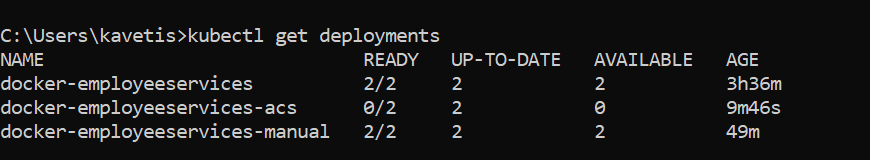 C:\Users\kavetis>kubectl get deployments
NAME READY UP-TO-DATE AVAILABLE AGE
docker-employeeservices 2/2 2 2 3h36m
docker-employeeservices-acs 0/2 2 0 9m46s
docker-employeeservices-manual 2/2 2 2 49m